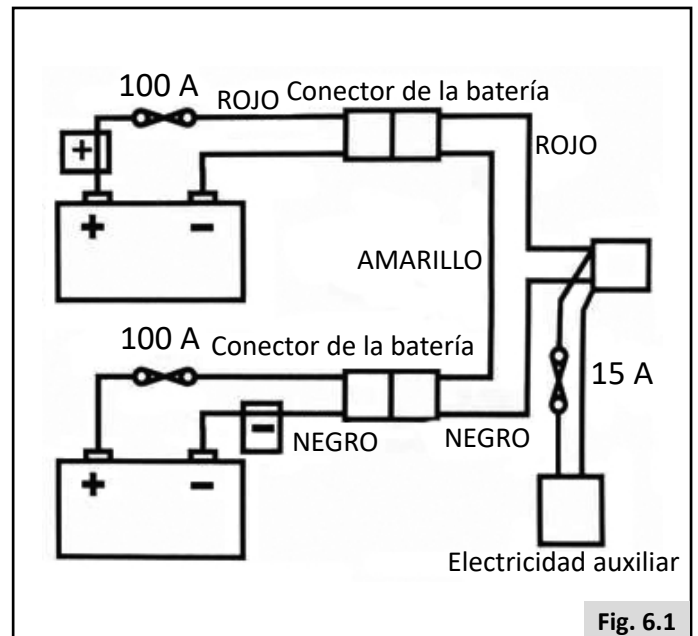 100 A
ROJO
Conector de la batería
ROJO
+
+ -
AMARILLO
100 A
Conector de la batería
15 A
-
NEGRO
NEGRO
+ -
Electricidad auxiliar
Fig. 6.1